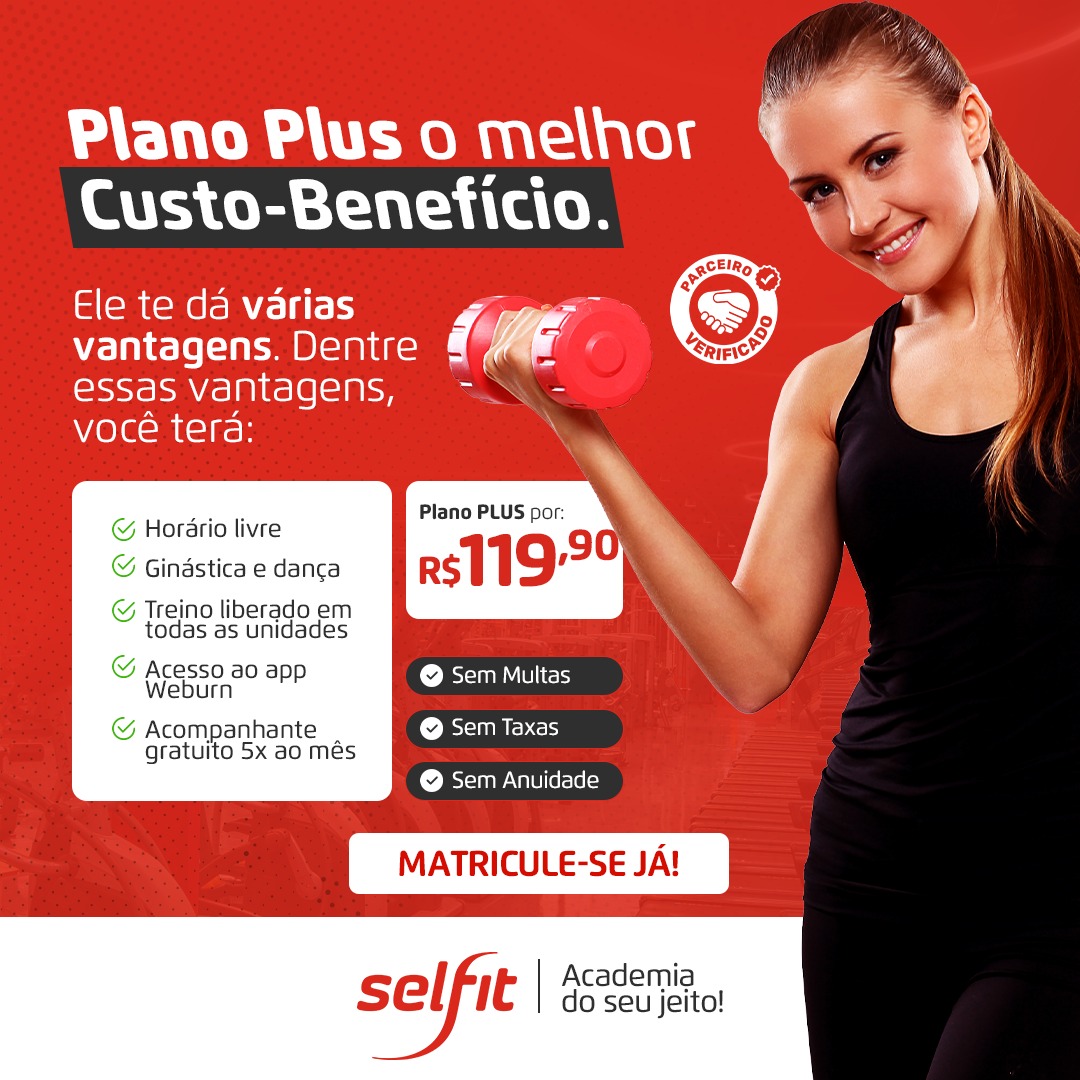 Plano Plus o melhor
Custo-Benefício.
Ele te dá várias
vantagens. Dentre
essas vantagens,
você terá:
PARCEIRO
VERIFICADO
Horário livre
Ginástica e dança
Treino liberado em
todas as unidades
Acesso ao app
Weburn
Acompanhante
gratuito 5x ao mês
Plano PLUS por:
R$119,90
Sem Multas
Sem Taxas
Sem Anuidade
MATRICULE-SE JÁ!
selfit
Academia
do seu jeito!